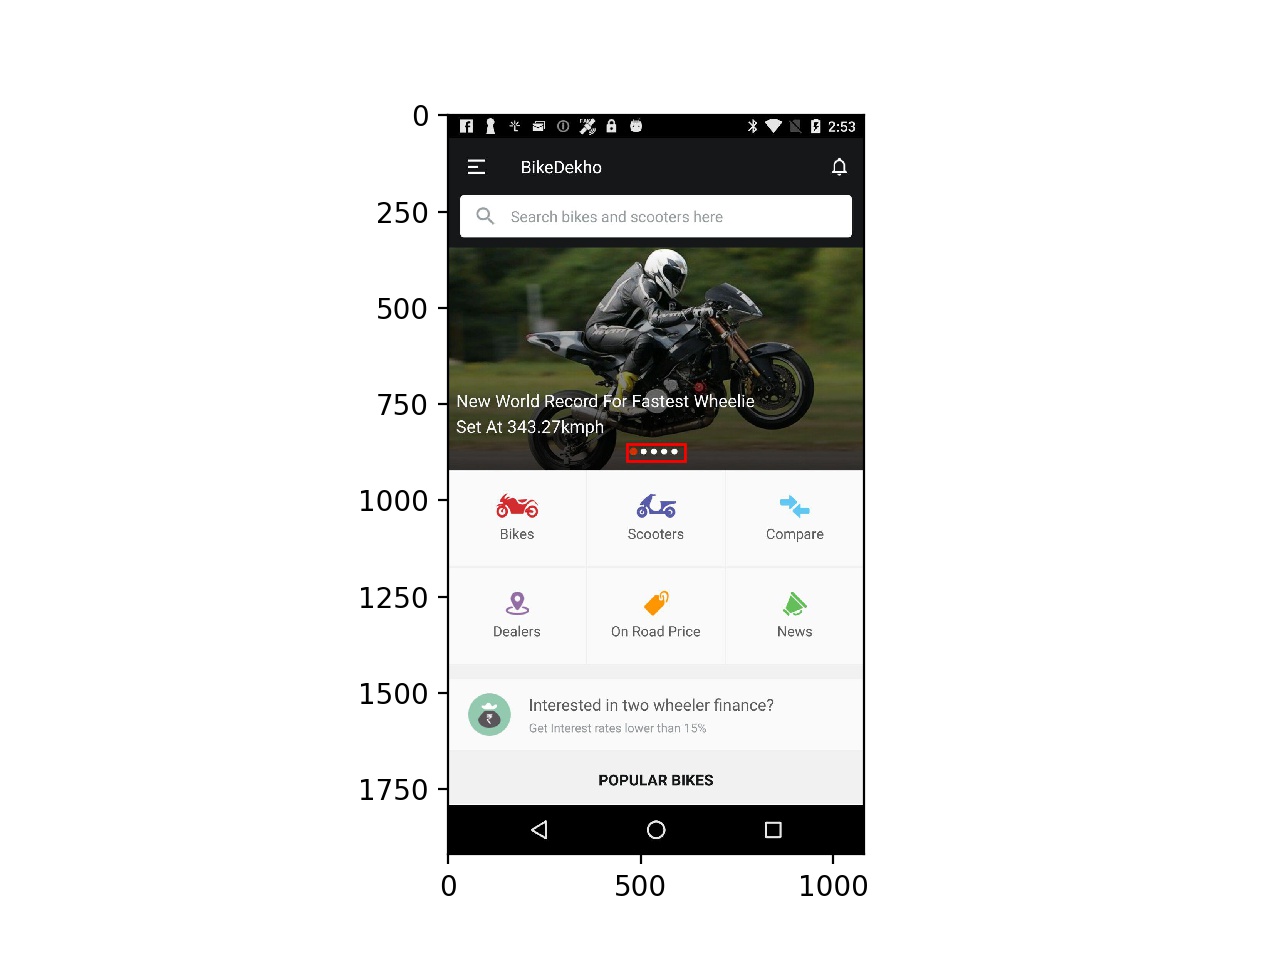 0
250
500
750
1000
1250
1500
1750
0
500
1000
2:53
BikeDekho
Search bikes and scooters here
New World Record For Fastest Wheelie
Set At 343.27kmph
Bikes
Scooters
Compare
Dealers
On Road Price
News
Interested in two wheeler finance?
Get Interest rates lower than 15%
POPULAR BIKES